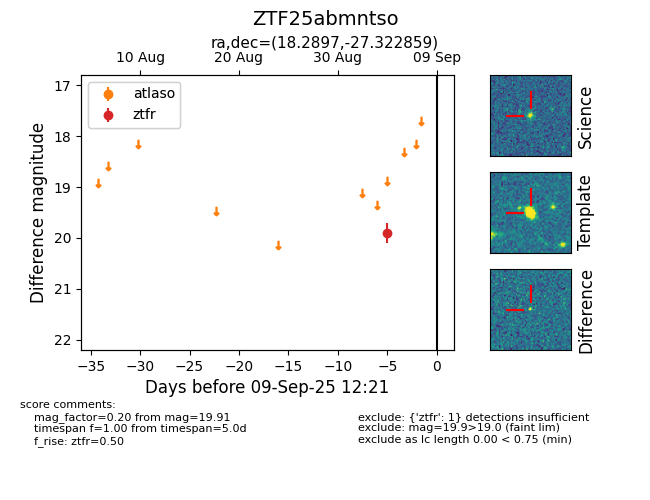 ZTF25abmntso
ra,dec=(18.2897,-27.322859)
10 Aug 20 Aug 30 Aug 09 Sep
atlaso
ztfr
17
18
19
20
21
22
Difference magnitude
−35 −30 −25 −20 −15 −10 −5 0
Days before 09-Sep-25 12:21
Science
Template
Difference
score comments:
mag_factor=0.20 from mag=19.91
timespan f=1.00 from timespan=5.0d
f_rise: ztfr=0.50
exclude: {'ztfr': 1} detections insufficient
exclude: mag=19.9>19.0 (faint lim)
exclude as lc length 0.00 < 0.75 (min)